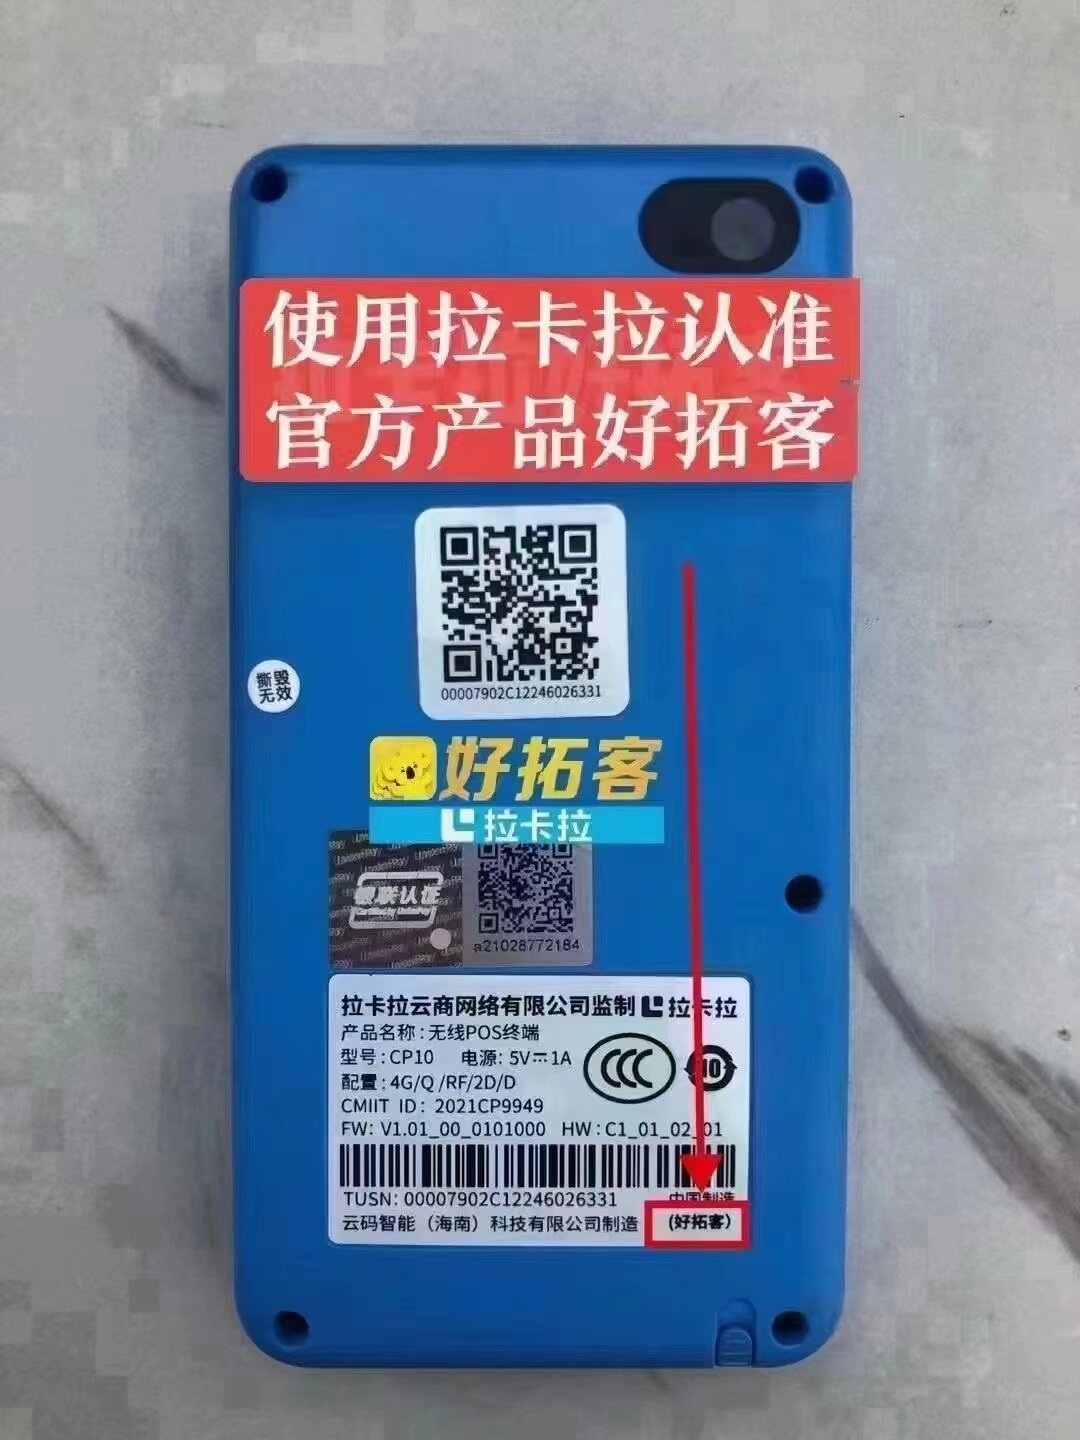 使用拉卡拉认准
官方产品好拓客
00007902C12246026331
撕毁
无效
好拓客
拉卡拉
银联认证
Certified by UnionPay
a21028772184
拉卡拉云商网络有限公司监制 拉卡拉
产品名称:无线POS终端
型号:CP10 电源:5V⎓1A
配置:4G/Q /RF/2D/D
CCC
10
CMIIT ID: 2021CP9949
FW: V1.01_00_0101000 HW:C1_01_02_01
TUSN: 00007902C12246026331 中国制造
云码智能(海南)科技有限公司制造 (好拓客)